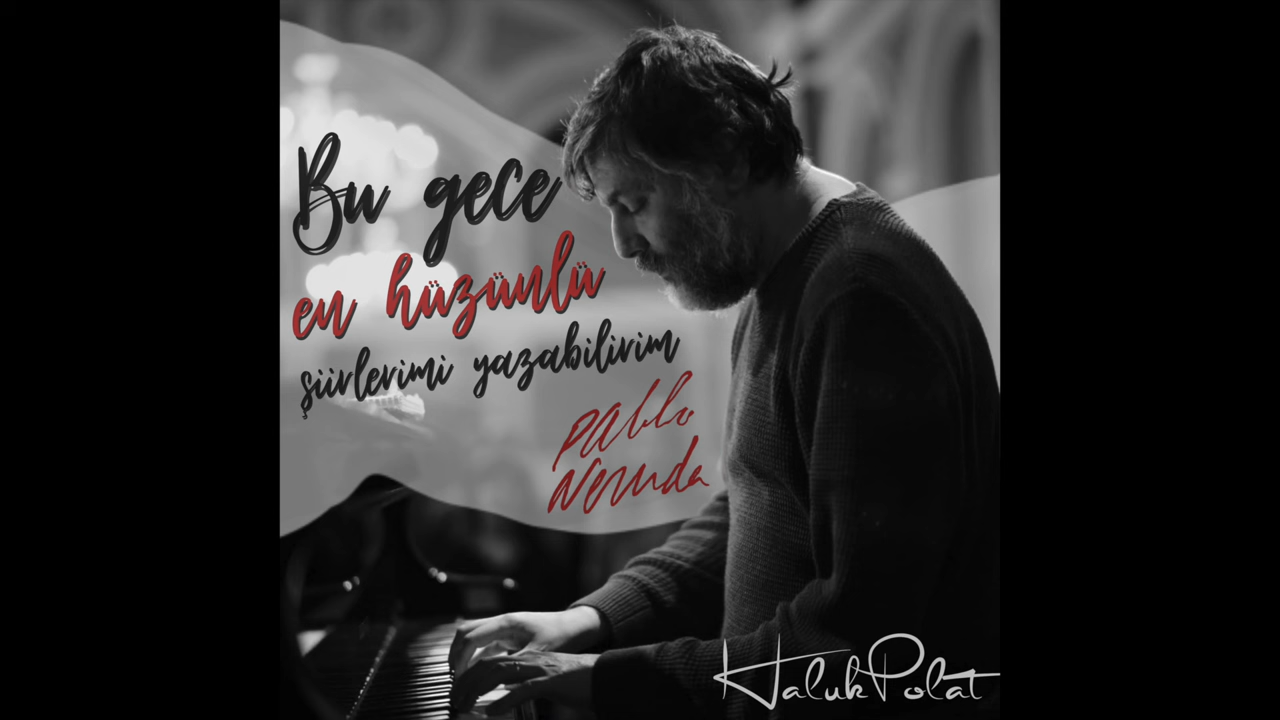 Bu gece
en hüzünlü
şiirlerimi yazabilirim
Pablo
Neruda
Haluk Polat